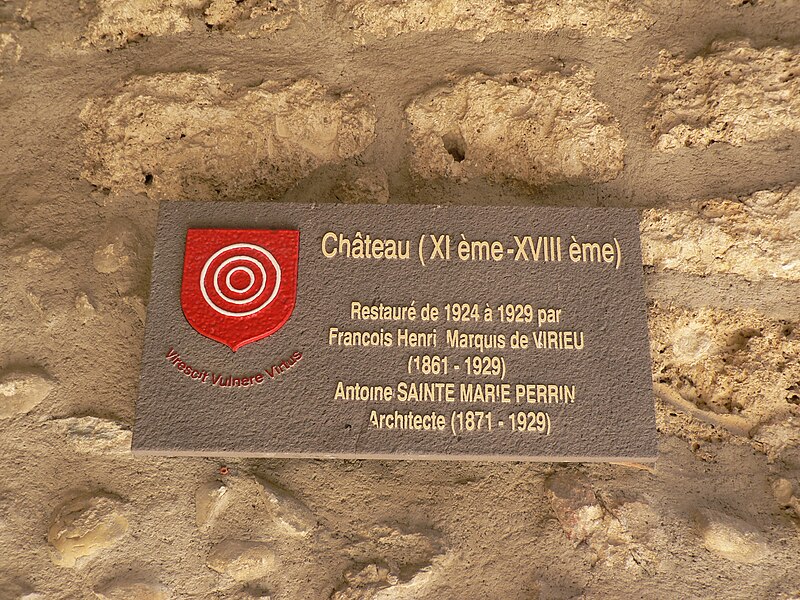 Château (XI ème-XVIII ème)
Restauré de 1924 à 1929 par
Francois Henri Marquis de VIRIEU
(1861 - 1929)
Antoine SAINTE MARIE PERRIN
Architecte (1871 - 1929)
Virescit Vulnere Virtus